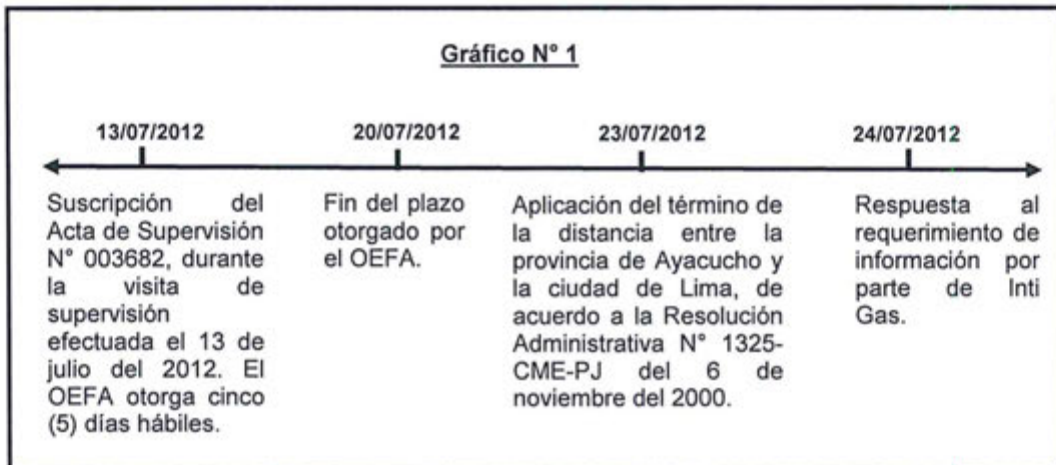 Gráfico N° 1
13/07/2012
20/07/2012
23/07/2012
24/07/2012
Suscripción del
Acta de Supervisión
N° 003682, durante
la visita de
supervisión
efectuada el 13 de
julio del 2012. El
OEFA otorga cinco
(5) días hábiles.
Fin del plazo
otorgado por
el OEFA.
Aplicación del término de
la distancia entre la
provincia de Ayacucho y
la ciudad de Lima, de
acuerdo a la Resolución
Administrativa N° 1325-
CME-PJ del 6 de
noviembre del 2000.
Respuesta al
requerimiento de
información por
parte de Inti
Gas.